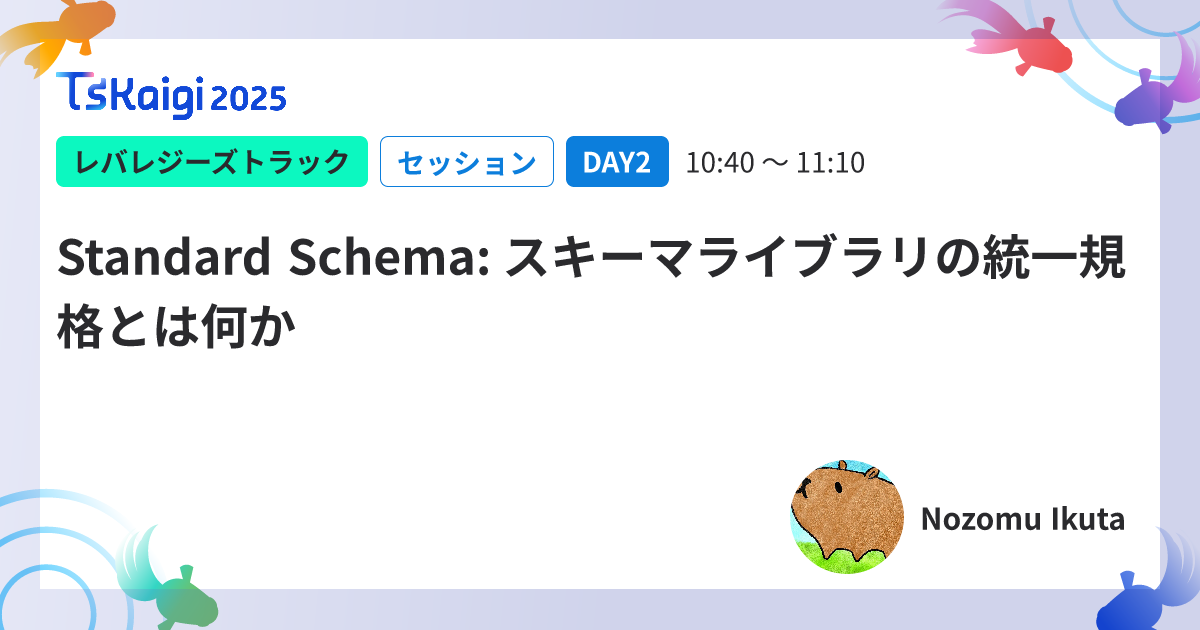 TSKaigi 2025
レバレジーズトラック セッション DAY2 10:40 〜 11:10
Standard Schema: スキーマライブラリの統一規
格とは何か
Nozomu Ikuta